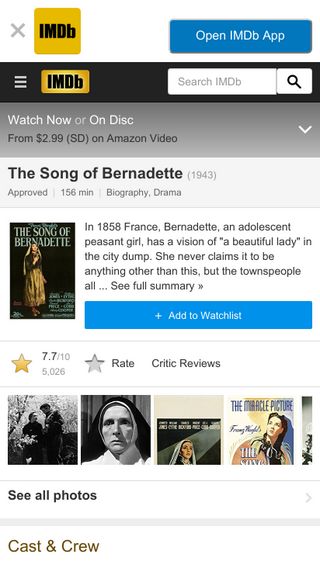 IMDb
Open IMDb App
IMDb
Search IMDb
Watch Now or On Disc
From $2.99 (SD) on Amazon Video
The Song of Bernadette (1943)
Approved | 156 min | Biography, Drama
THE SONG OF
BERNADETTE
In 1858 France, Bernadette, an adolescent
peasant girl, has a vision of "a beautiful lady" in
the city dump. She never claims it to be
anything other than this, but the townspeople
all ... See full summary »
+ Add to Watchlist
7.7/10
5,026
Rate
Critic Reviews
THE MIRACLE PICTURE
Franz Werfel's
THE
SONG
See all photos
Cast & Crew